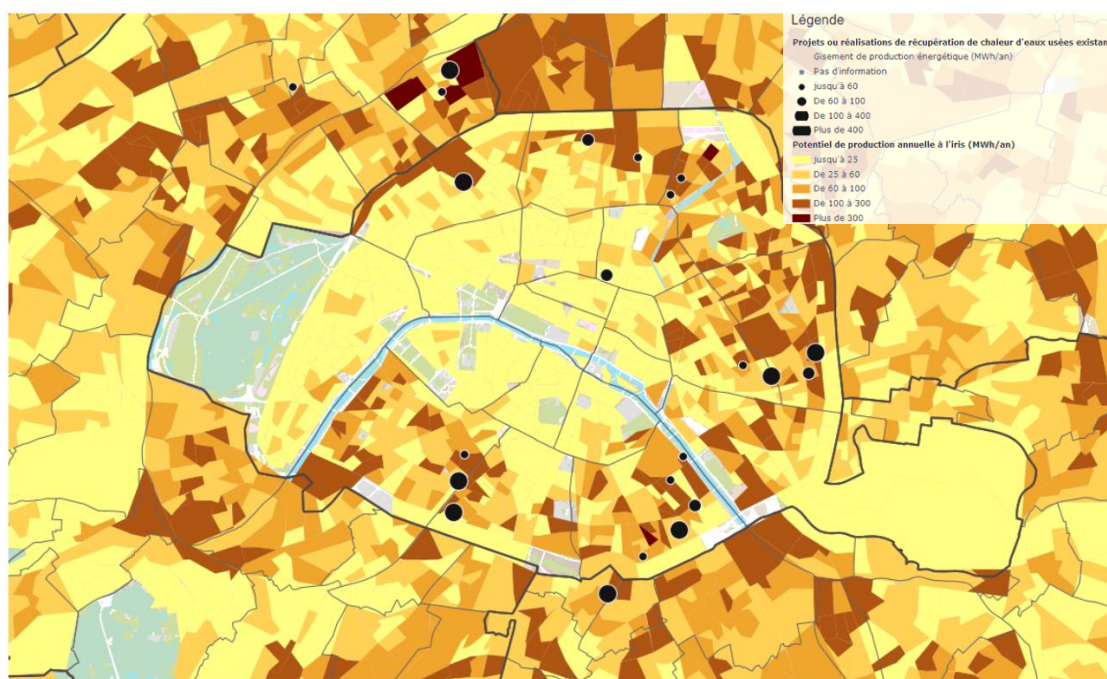 Légende
Projets ou réalisations de récupération de chaleur d'eaux usées existan
Gisement de production énergétique (MWh/an)
Pas d'information
Jusqu'à 60
De 60 à 100
De 100 à 400
Plus de 400
Potentiel de production annuelle à l'iris (MWh/an)
Jusqu'à 25
De 25 à 60
De 60 à 100
De 100 à 300
Plus de 300